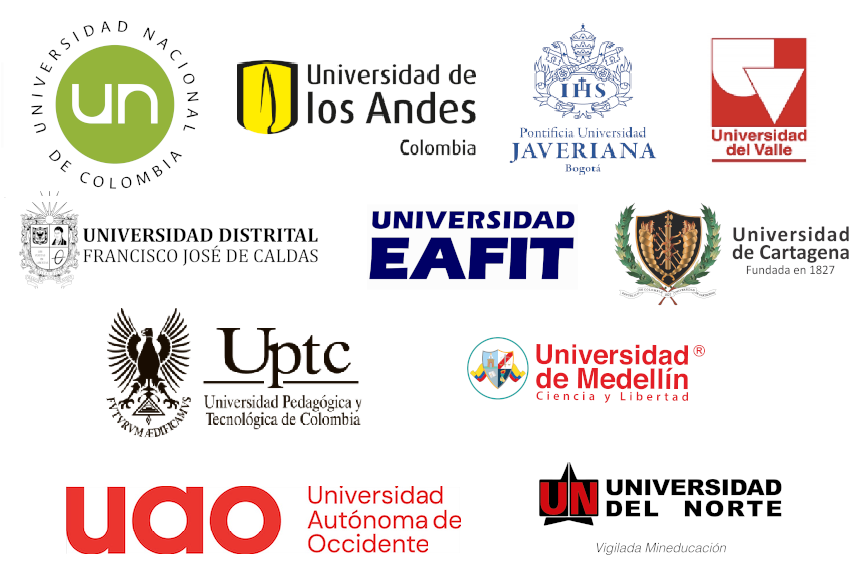 UNIVERSIDAD NACIONAL
DE COLOMBIA
un
Universidad de
los Andes
Colombia
IHS
Pontificia Universidad
JAVERIANA
Bogotá
Universidad
del Valle
UNIVERSIDAD DISTRITAL
FRANCISCO JOSÉ DE CALDAS
UNIVERSIDAD
EAFIT
Universidad
de Cartagena
Fundada en 1827
Uptc
Universidad Pedagógica y
Tecnológica de Colombia
FVTVRVM ÆDIFICAMVS
Universidad ®
de Medellín
Ciencia y Libertad
uao
Universidad
Autónoma de
Occidente
UN
UNIVERSIDAD
DEL NORTE
Vigilada Mineducación